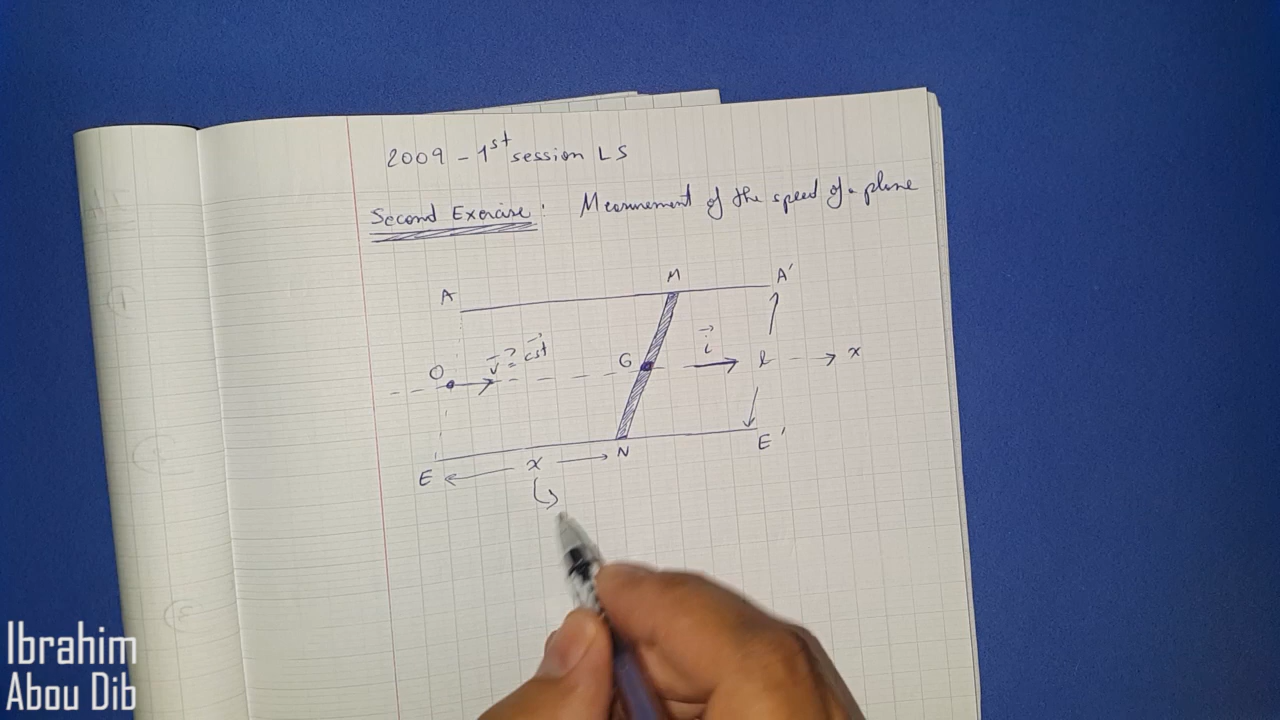 2009 - 1st session LS
Second Exercise: Measurement of the speed of a plane
A M A'
O v = cst G i l x
E x N E'
Ibrahim
Abou Dib